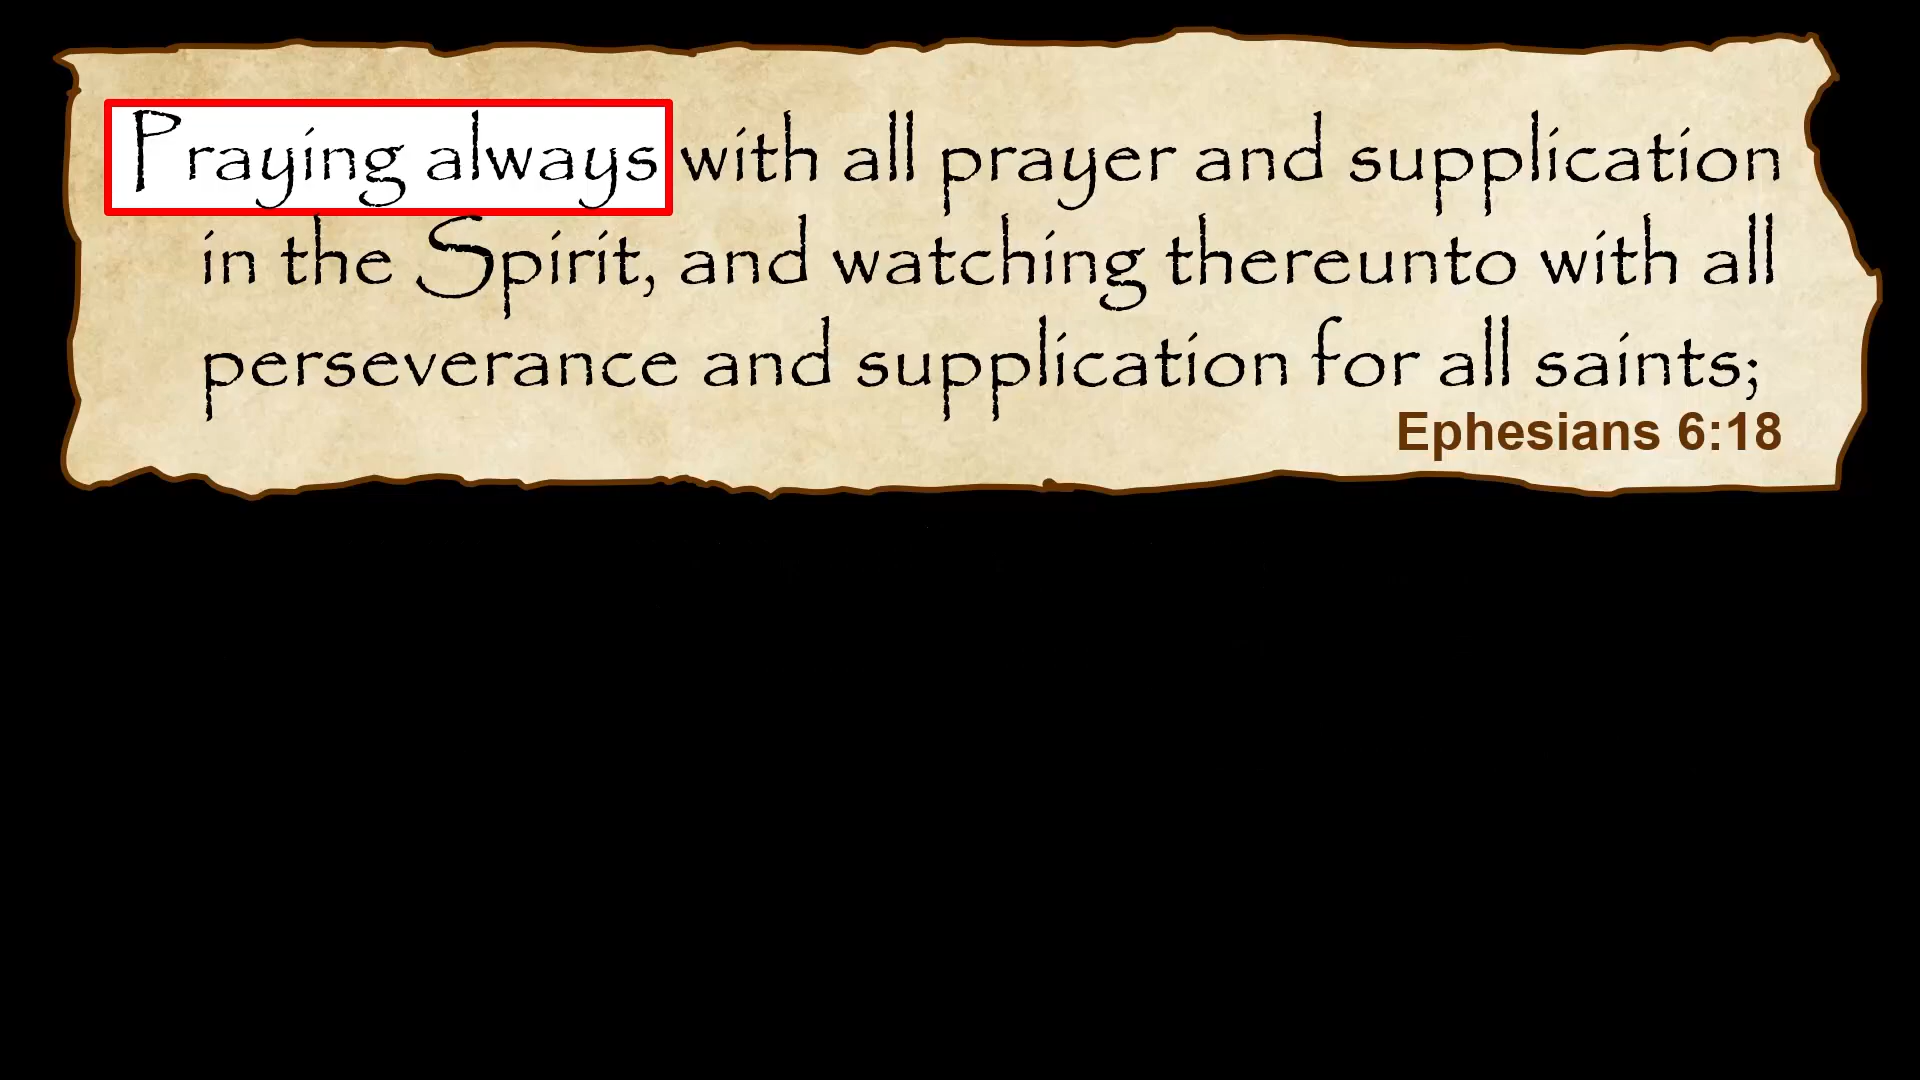 Praying always with all prayer and supplication
in the Spirit, and watching thereunto with all
perseverance and supplication for all saints;
Ephesians 6:18